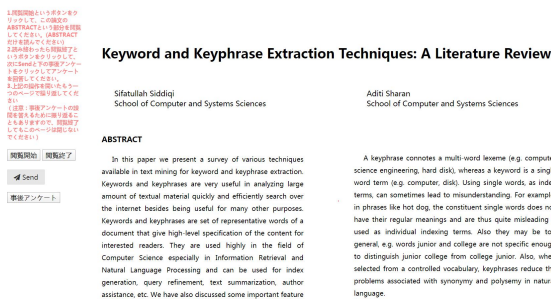 1.閲覧開始というボタンをク
リックして、この論文の
ABSTRACTという部分を閲覧
してください。(ABSTRACT
だけを読んでください)
2.読み終わったら閲覧終了と
いうボタンをクリックして、
次にSendと下の事後アンケー
トをクリックしてアンケート
を回答してください。
3.上記の操作を開いたもう一
つのページで繰り返してくだ
さい
(注意：事後アンケートの設
問を答えるために振り返るこ
ともありますので、閲覧終了
してもこのページは閉じない
でください)
閲覧開始 閲覧終了
Send
事後アンケート
Keyword and Keyphrase Extraction Techniques: A Literature Review
Sifatullah Siddiqi
School of Computer and Systems Sciences
Aditi Sharan
School of Computer and Systems Sciences
ABSTRACT
In this paper we present a survey of various techniques
available in text mining for keyword and keyphrase extraction.
Keywords and keyphrases are very useful in analyzing large
amount of textual material quickly and efficiently search over
the internet besides being useful for many other purposes.
Keywords and keyphrases are set of representative words of a
document that give high-level specification of the content for
interested readers. They are used highly in the field of
Computer Science especially in Information Retrieval and
Natural Language Processing and can be used for index
generation, query refinement, text summarization, author
assistance, etc. We have also discussed some important feature
A keyphrase connotes a multi-word lexeme (e.g. compute
science engineering, hard disk), whereas a keyword is a singl
word term (e.g. computer, disk). Using single words, as inde
terms, can sometimes lead to misunderstanding. For example
in phrases like hot dog, the constituent single words does no
have their regular meanings and are thus quite misleading
used as individual indexing terms. Also they may be to
general, e.g. words junior and college are not specific enoug
to distinguish junior college from college junior. Also, whe
selected from a controlled vocabulary, keyphrases reduce th
problems associated with synonymy and polysemy in natur
language.